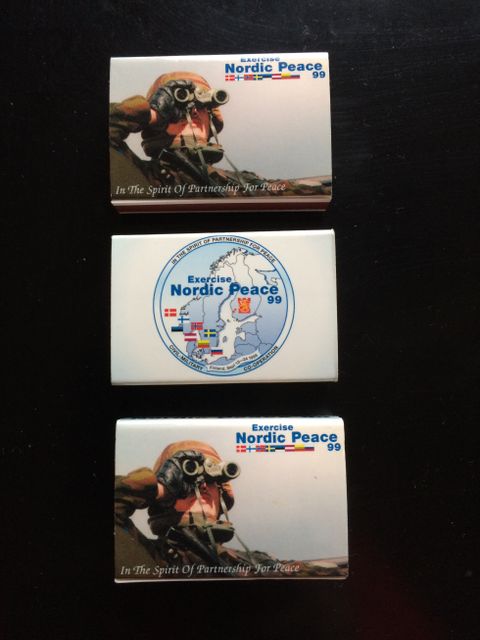 Exercise
Nordic Peace
99
In The Spirit Of Partnership For Peace
IN THE SPIRIT OF PARTNERSHIP FOR PEACE
Exercise
Nordic Peace
99
CIVIL-MILITARY CO-OPERATION
Exercise
Nordic Peace
99
In The Spirit Of Partnership For Peace